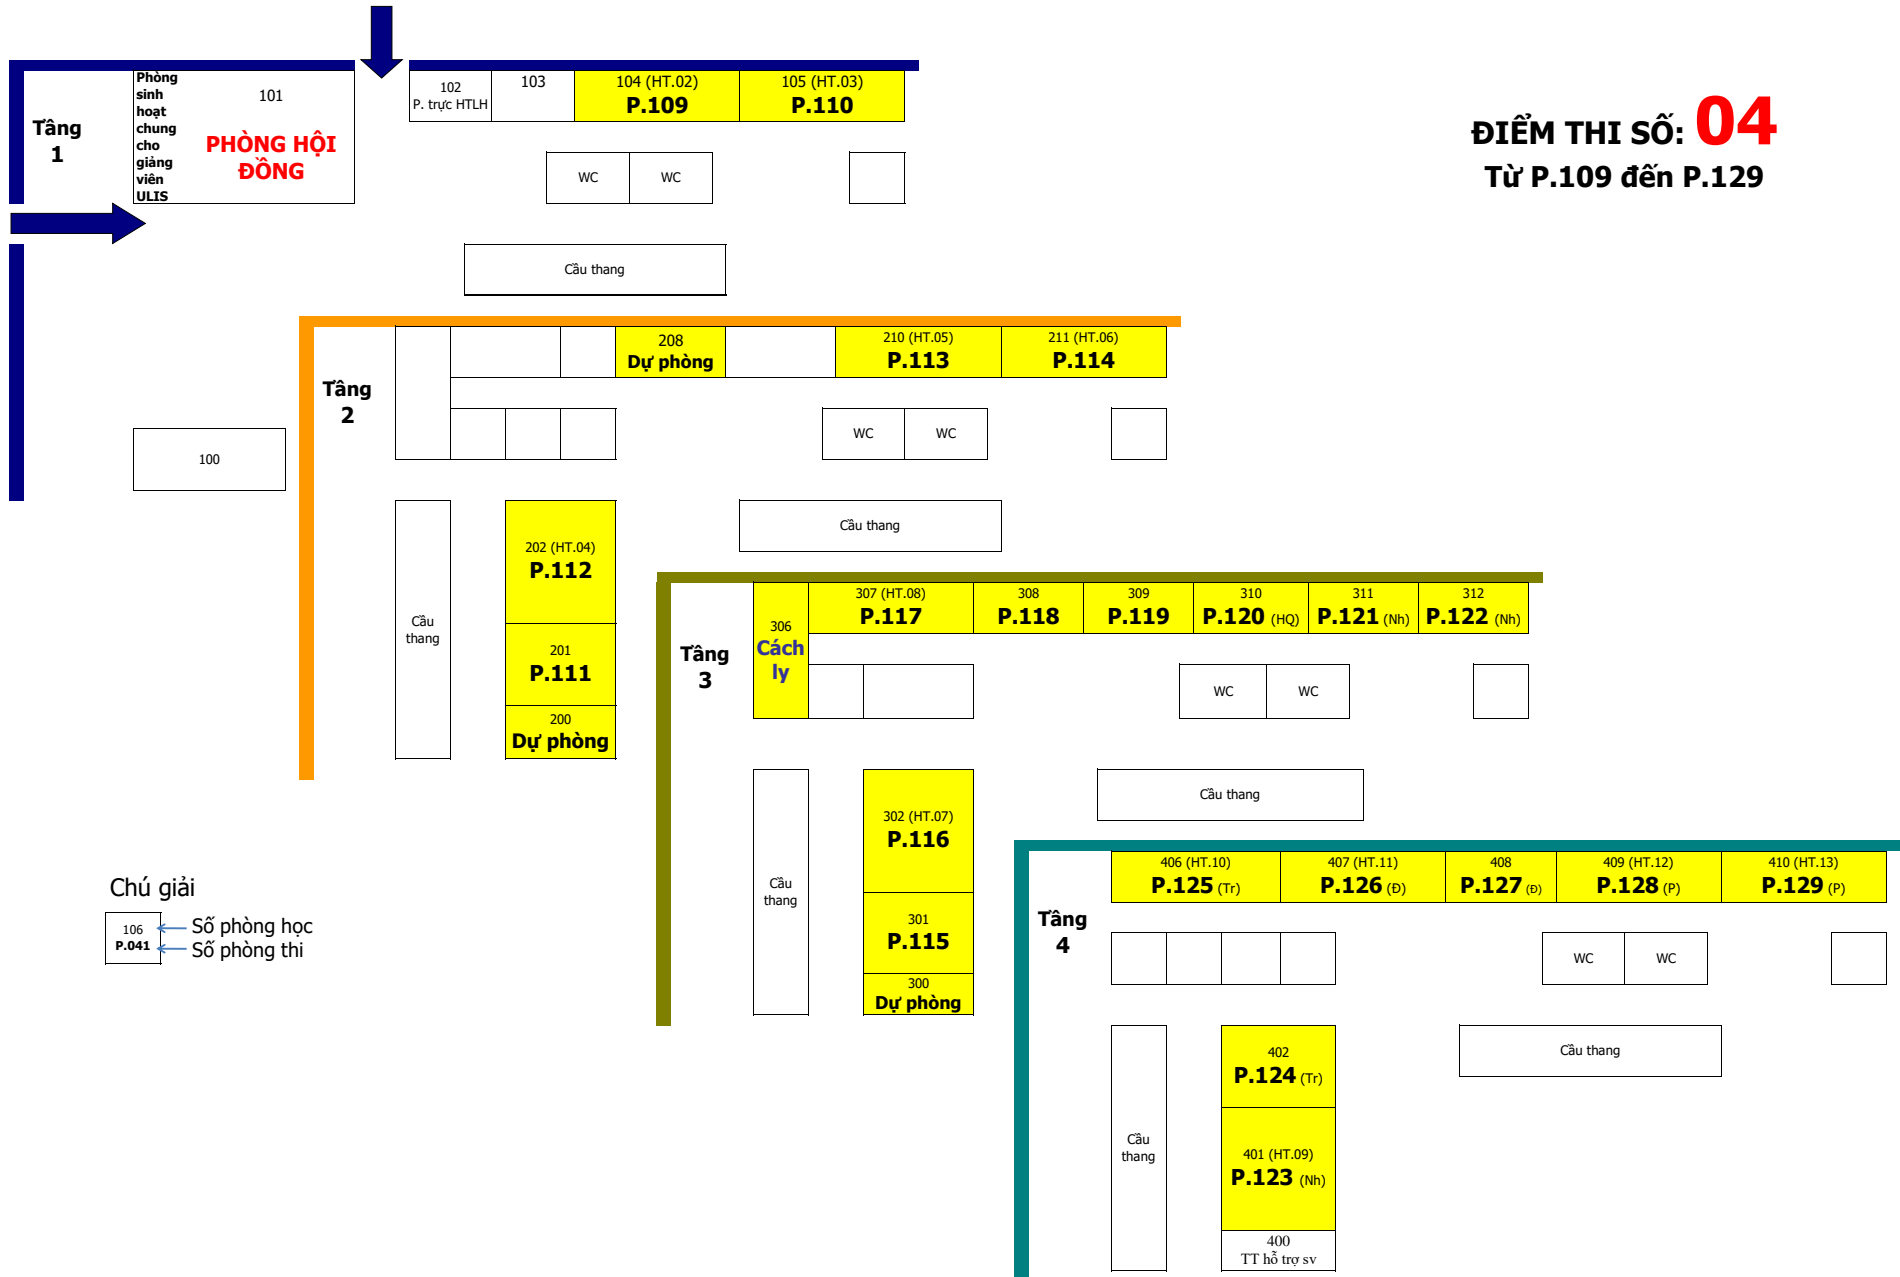 Tầng
1
Phòng
sinh
hoạt
chung
cho
giảng
viên
ULIS
101
PHÒNG HỘI
ĐỒNG
102
P. trực HTLH
103
104 (HT.02)
P.109
105 (HT.03)
P.110
WC
WC
Cầu thang
ĐIỂM THI SỐ: 04
Từ P.109 đến P.129
100
Tầng
2
208
Dự phòng
210 (HT.05)
P.113
211 (HT.06)
P.114
WC
WC
Cầu thang
Cầu
thang
202 (HT.04)
P.112
201
P.111
200
Dự phòng
Tầng
3
306
Cách
ly
307 (HT.08)
P.117
308
P.118
309
P.119
310
P.120 (HQ)
311
P.121 (Nh)
312
P.122 (Nh)
WC
WC
Cầu thang
Cầu
thang
302 (HT.07)
P.116
301
P.115
300
Dự phòng
Tầng
4
406 (HT.10)
P.125 (Tr)
407 (HT.11)
P.126 (Đ)
408
P.127 (Đ)
409 (HT.12)
P.128 (P)
410 (HT.13)
P.129 (P)
WC
WC
Cầu thang
Cầu
thang
402
P.124 (Tr)
401 (HT.09)
P.123 (Nh)
400
TT hỗ trợ sv
Chú giải
106
P.041
Số phòng học
Số phòng thi